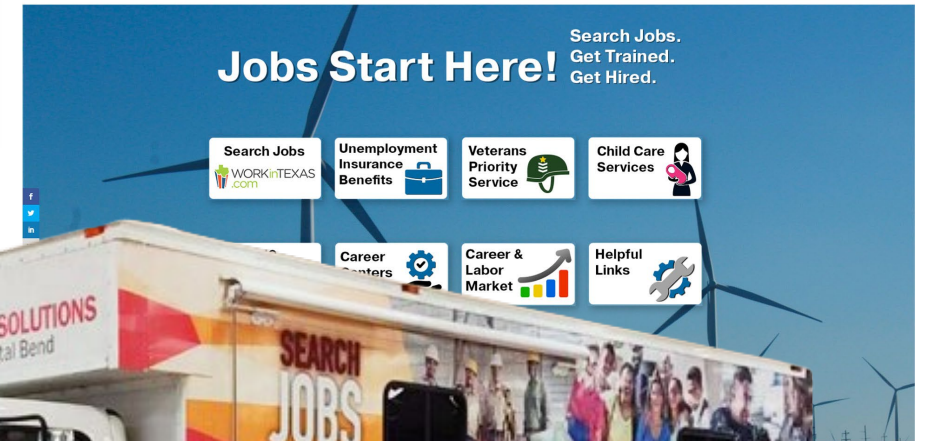 Jobs Start Here!
Search Jobs.
Get Trained.
Get Hired.
Search Jobs
WORKinTEXAS
.com
Unemployment
Insurance
Benefits
Veterans
Priority
Service
Child Care
Services
f
in
Career
Career &
Labor
Market
Helpful
Links
SOLUTIONS
Bend
SEARCH
JOBS